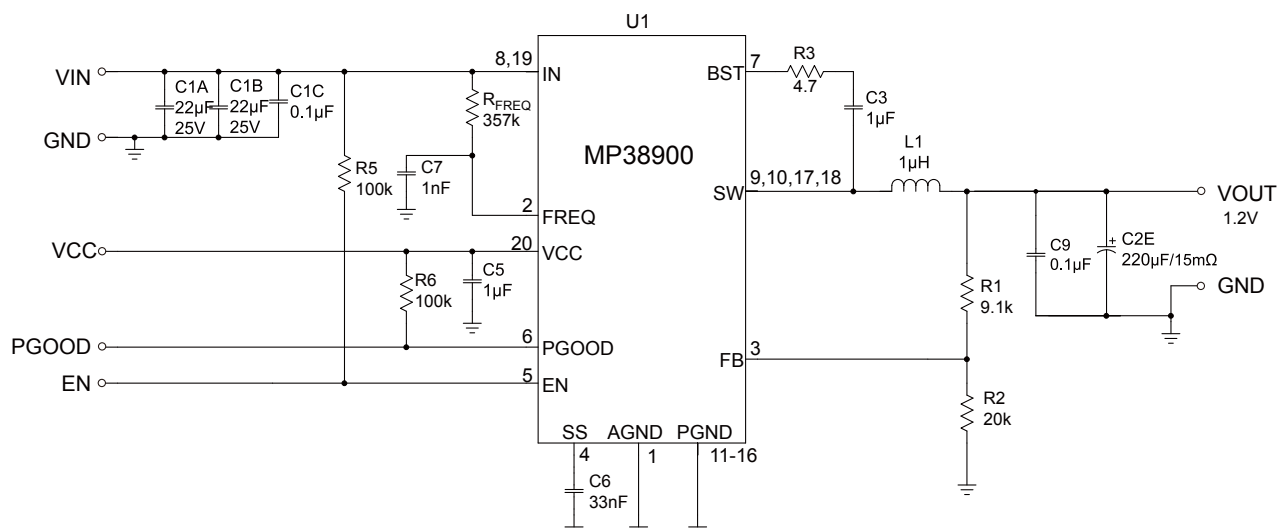 U1
VIN
C1A
22µF
25V
C1B
22µF
25V
C1C
0.1µF
GND
R5
100k
RFREQ
357k
C7
1nF
8,19
IN
2
FREQ
VCC
20
VCC
R6
100k
C5
1µF
PGOOD
6
PGOOD
EN
5
EN
MP38900
BST
7
R3
4.7
C3
1µF
SW
9,10,17,18
L1
1µH
VOUT
1.2V
C9
0.1µF
+
C2E
220µF/15mΩ
GND
R1
9.1k
FB
3
R2
20k
SS
AGND
PGND
4
1
11-16
C6
33nF